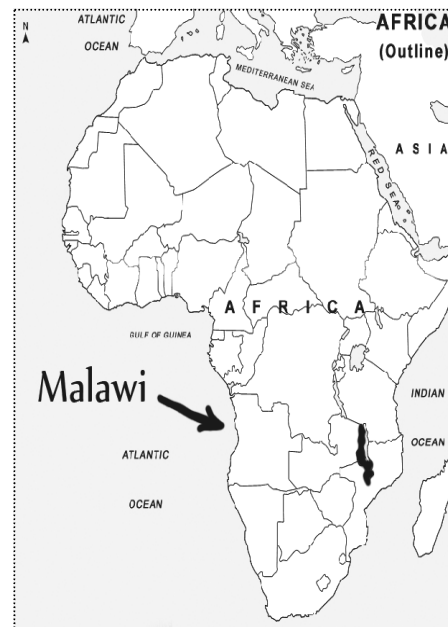 N
ATLANTIC
OCEAN
AFRICA
(Outline)
MEDITERRANEAN SEA
ASIA
RED SEA
AFRICA
GULF OF GUINEA
Malawi
INDIAN
OCEAN
ATLANTIC
OCEAN